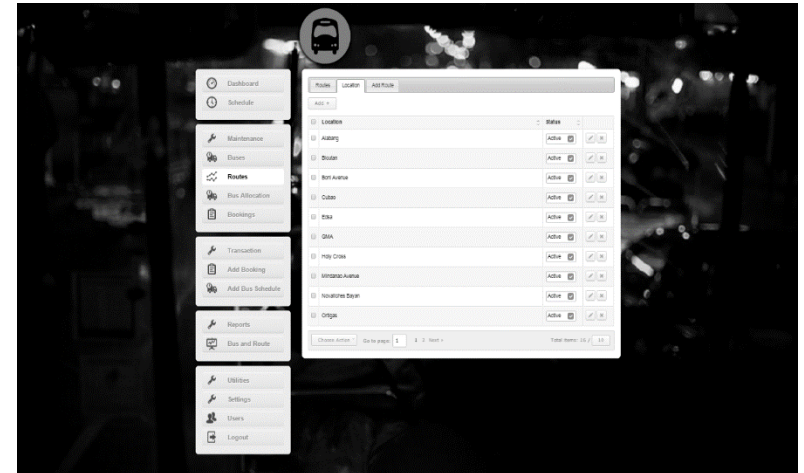 Dashboard
Schedule
Maintenance
Buses
Routes
Bus Allocation
Bookings
Transaction
Add Booking
Add Bus Schedule
Reports
Bus and Route
Utilities
Settings
Users
Logout
Routes Location Add Route
Add +
Location Status
Alabang Active
Active
Boni Avenue Active
Cubao Active
Edsa Active
GMA Active
Holy Cross Active
Mindanao Avenue Active
Novaliches Bayan Active
Ortigas Active
Choose Action Go to page: 1 1 2 Next
Total items: / 10